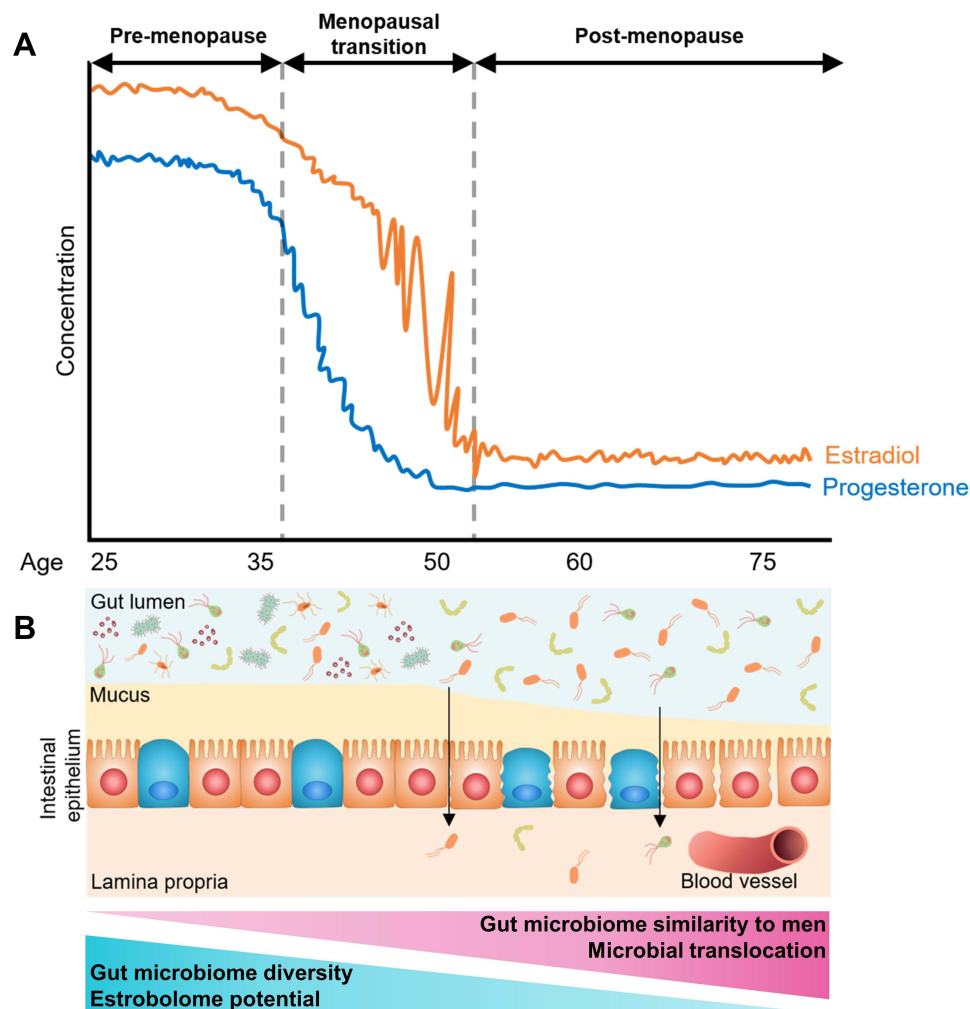 A
Pre-menopause
Menopausal
transition
Post-menopause
Concentration
Estradiol
Progesterone
Age 25 35 50 60 75
B
Gut lumen
Mucus
Intestinal
epithelium
Lamina propria
Blood vessel
Gut microbiome similarity to men
Microbial translocation
Gut microbiome diversity
Estrobolome potential